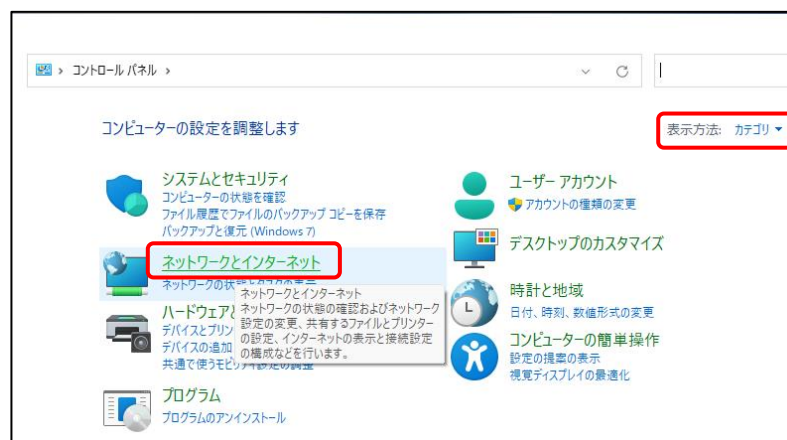 コントロール パネル
コンピューターの設定を調整します
表示方法: カテゴリ
システムとセキュリティ
コンピューターの状態を確認
ファイル履歴でファイルのバックアップ コピーを保存
バックアップと復元 (Windows 7)
ネットワークとインターネット
ネットワークの状態とタスクの表示
ネットワークとインターネット
ネットワークの状態の確認およびネットワーク
設定の変更、共有するファイルとプリンター
の設定、インターネットの表示と接続設定
の構成などを行います。
ハードウェアと
デバイスとプリン
デバイスの追加
共通で使うモビリティ設定の調整
プログラム
プログラムのアンインストール
ユーザー アカウント
アカウントの種類の変更
デスクトップのカスタマイズ
時計と地域
日付、時刻、数値形式の変更
コンピューターの簡単操作
設定の提案の表示
視覚ディスプレイの最適化